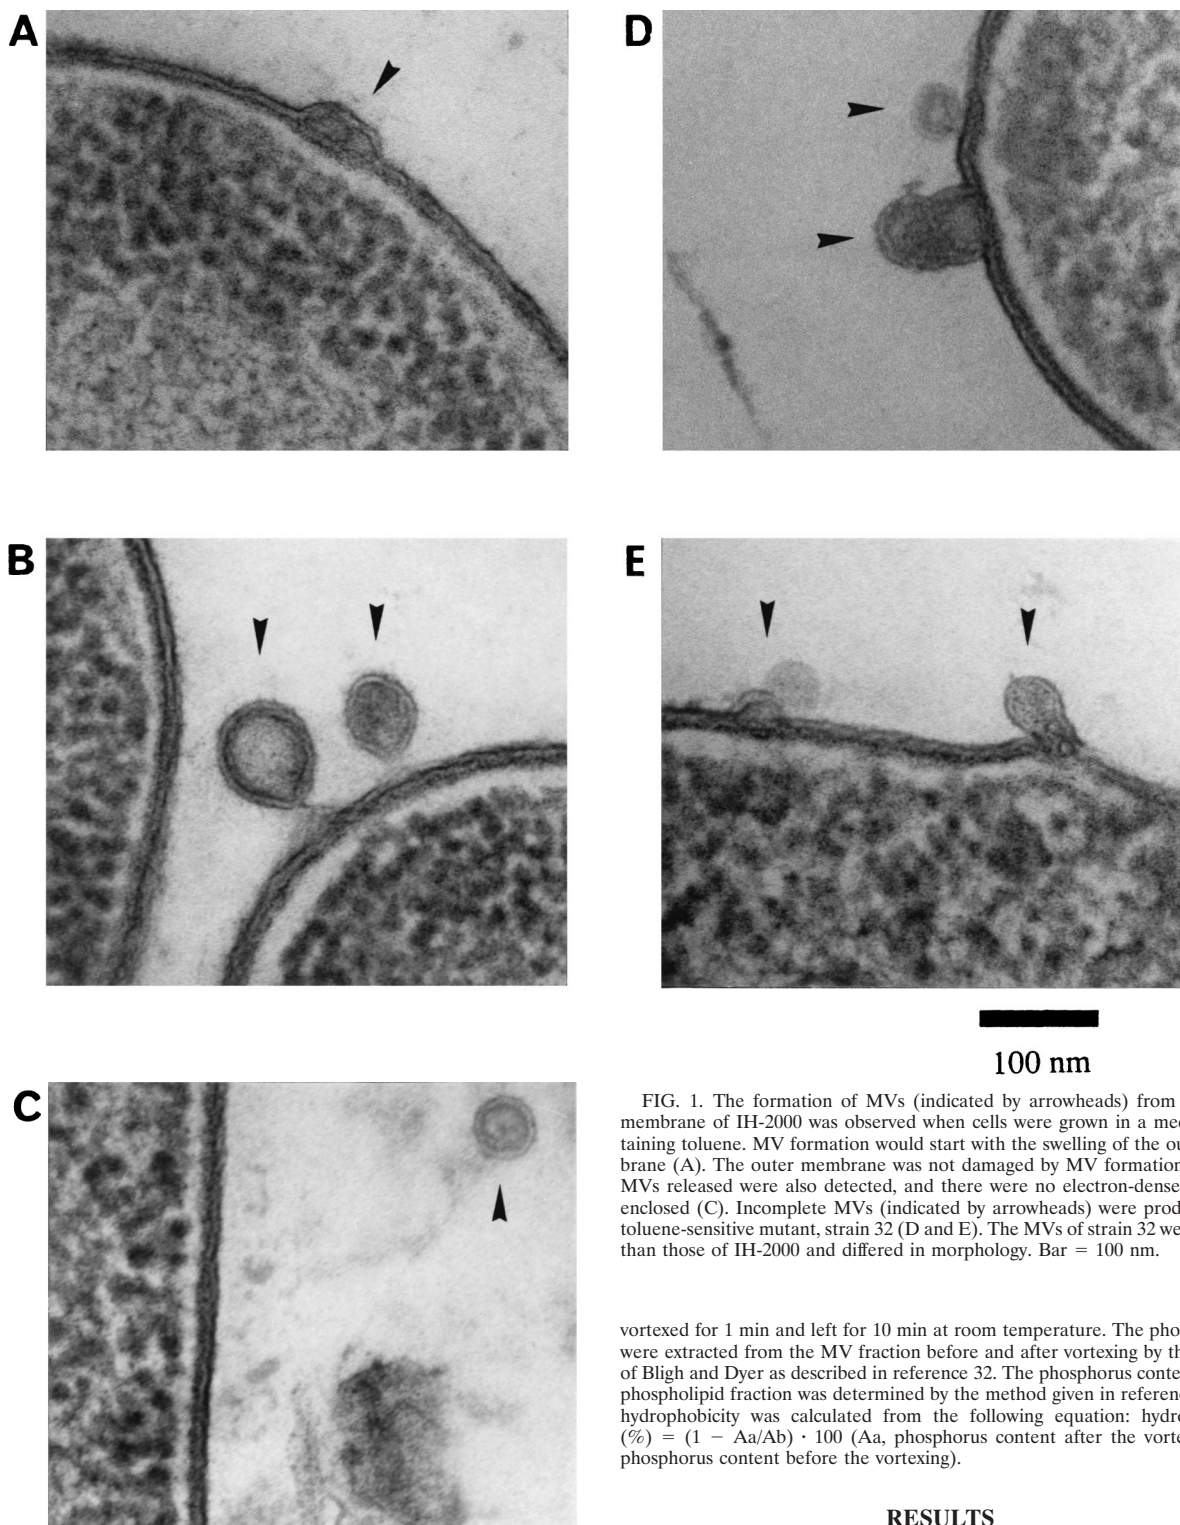 A
D
B
E
100 nm
C
FIG. 1. The formation of MVs (indicated by arrowheads) from
membrane of IH-2000 was observed when cells were grown in a med
taining toluene. MV formation would start with the swelling of the ou
brane (A). The outer membrane was not damaged by MV formation
MVs released were also detected, and there were no electron-dense
enclosed (C). Incomplete MVs (indicated by arrowheads) were prod
toluene-sensitive mutant, strain 32 (D and E). The MVs of strain 32 we
than those of IH-2000 and differed in morphology. Bar = 100 nm.
vortexed for 1 min and left for 10 min at room temperature. The phos
were extracted from the MV fraction before and after vortexing by th
of Bligh and Dyer as described in reference 32. The phosphorus conte
phospholipid fraction was determined by the method given in referenc
hydrophobicity was calculated from the following equation: hydro
(%) = (1 − Aa/Ab) · 100 (Aa, phosphorus content after the vorte
phosphorus content before the vortexing).
RESULTS